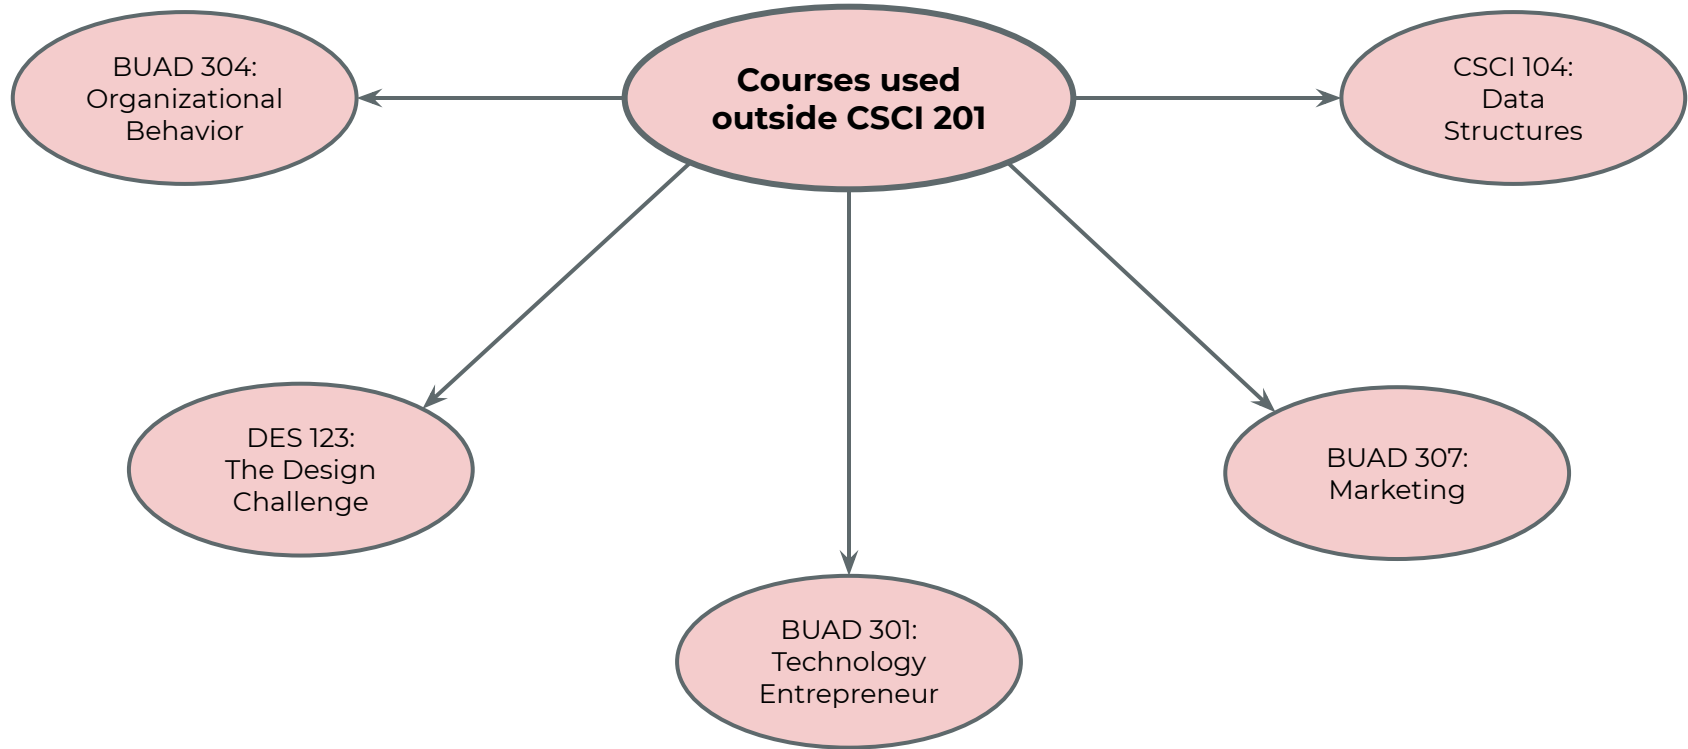 BUAD 304:
Organizational
Behavior
Courses used
outside CSCI 201
CSCI 104:
Data
Structures
DES 123:
The Design
Challenge
BUAD 307:
Marketing
BUAD 301:
Technology
Entrepreneur